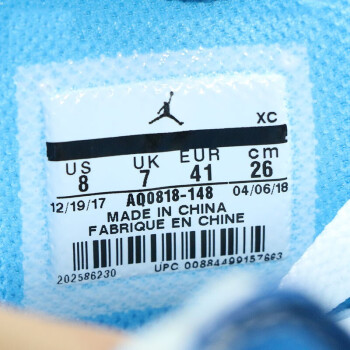 XC
US UK EUR cm
8 7 41 26
12/19/17 AQ0818-148 04/06/18
MADE IN CHINA
FABRIQUE EN CHINE
202586230
UPC 00884499157663